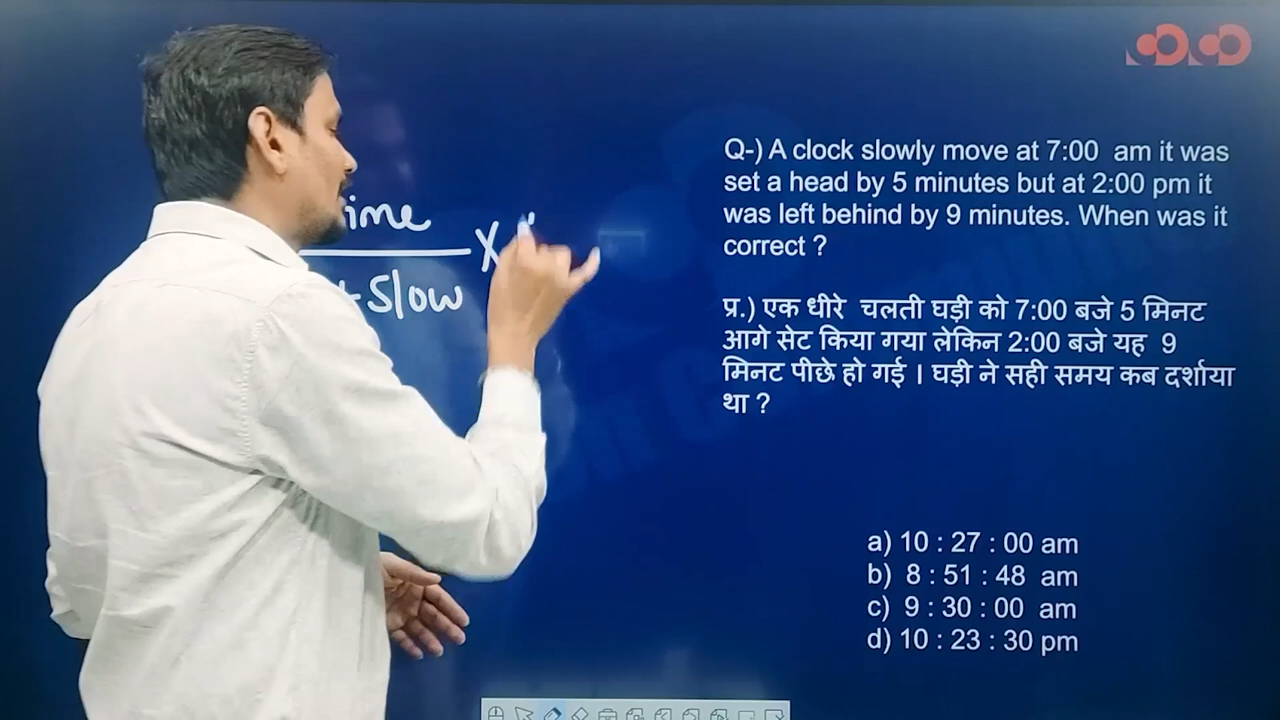 Q-) A clock slowly move at 7:00 am it was
set a head by 5 minutes but at 2:00 pm it
was left behind by 9 minutes. When was it
correct ?
प्र.) एक धीरे चलती घड़ी को 7:00 बजे 5 मिनट
आगे सेट किया गया लेकिन 2:00 बजे यह 9
मिनट पीछे हो गई । घड़ी ने सही समय कब दर्शाया
था ?
a) 10 : 27 : 00 am
b) 8 : 51 : 48 am
c) 9 : 30 : 00 am
d) 10 : 23 : 30 pm
X
Slow